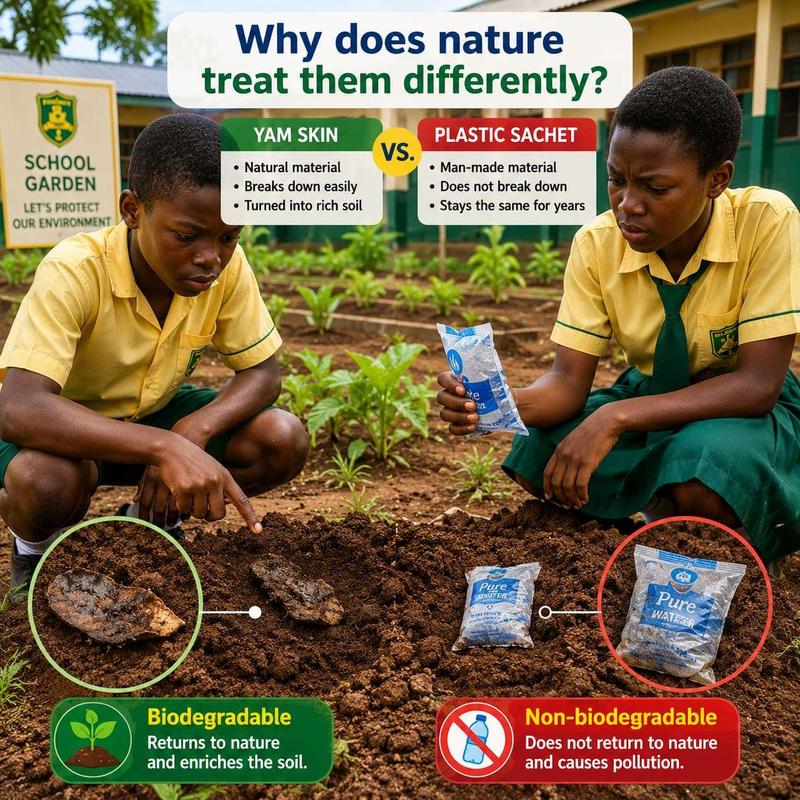 Why does nature
treat them differently?
YAM SKIN
• Natural material
• Breaks down easily
• Turned into rich soil
VS.
PLASTIC SACHET
• Man-made material
• Does not break down
• Stays the same for years
SCHOOL
GARDEN
LET'S PROTECT
OUR ENVIRONMENT
Pure
WATER
Pure
Biodegradable
Returns to nature
and enriches the soil.
Non-biodegradable
Does not return to nature
and causes pollution.